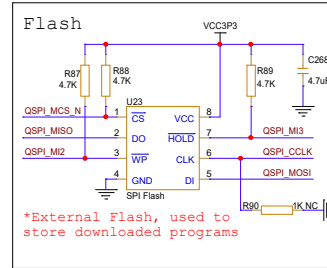 Flash
VCC3P3
R87
4.7K
R88
4.7K
R89
4.7K
C268
4.7uF
U23
QSPI_MCS_N
1
CS
VCC
8
QSPI_MISO
2
DO
HOLD
7
QSPI_MI3
QSPI_MI2
3
WP
CLK
6
QSPI_CCLK
4
GND
DI
5
QSPI_MOSI
SPI Flash
R90
1K_NC
*External Flash, used to
store downloaded programs